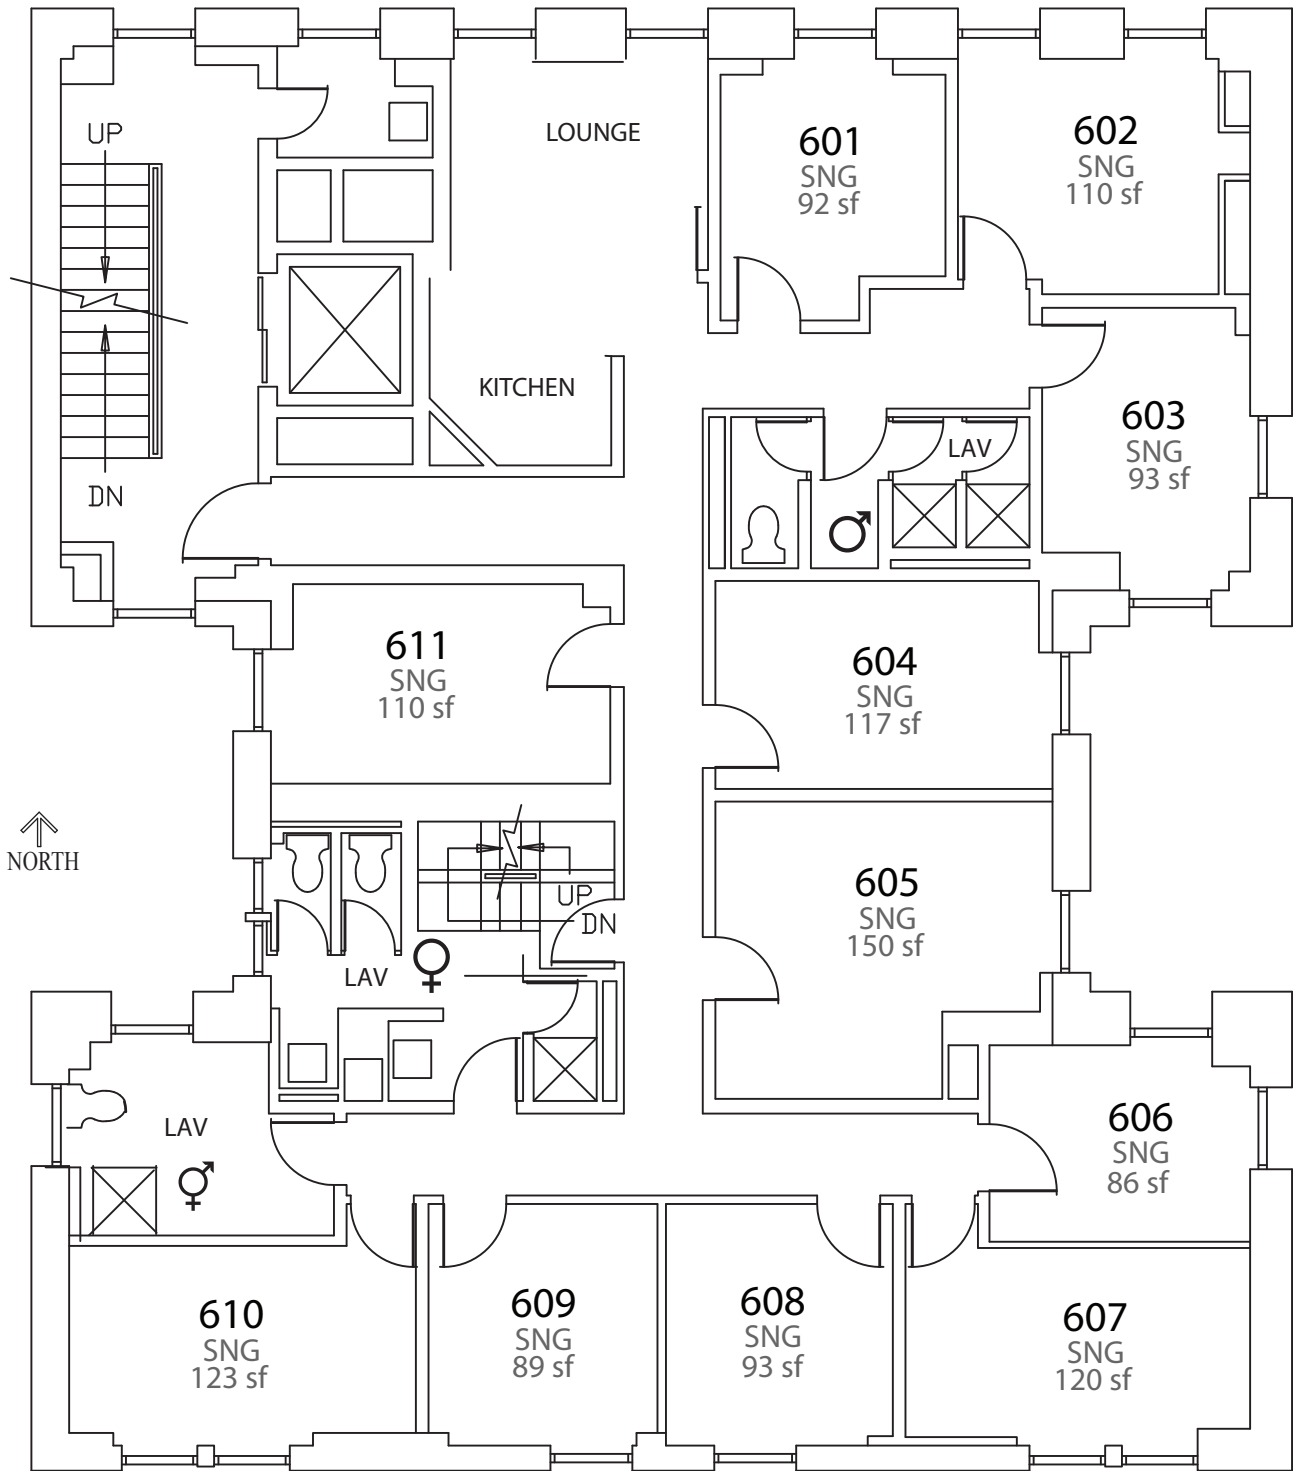 UP
LOUNGE
601
SNG
92 sf
602
SNG
110 sf
KITCHEN
603
SNG
93 sf
LAV
DN
611
SNG
110 sf
604
SNG
117 sf
NORTH
605
SNG
150 sf
UP
DN
LAV
LAV
606
SNG
86 sf
610
SNG
123 sf
609
SNG
89 sf
608
SNG
93 sf
607
SNG
120 sf